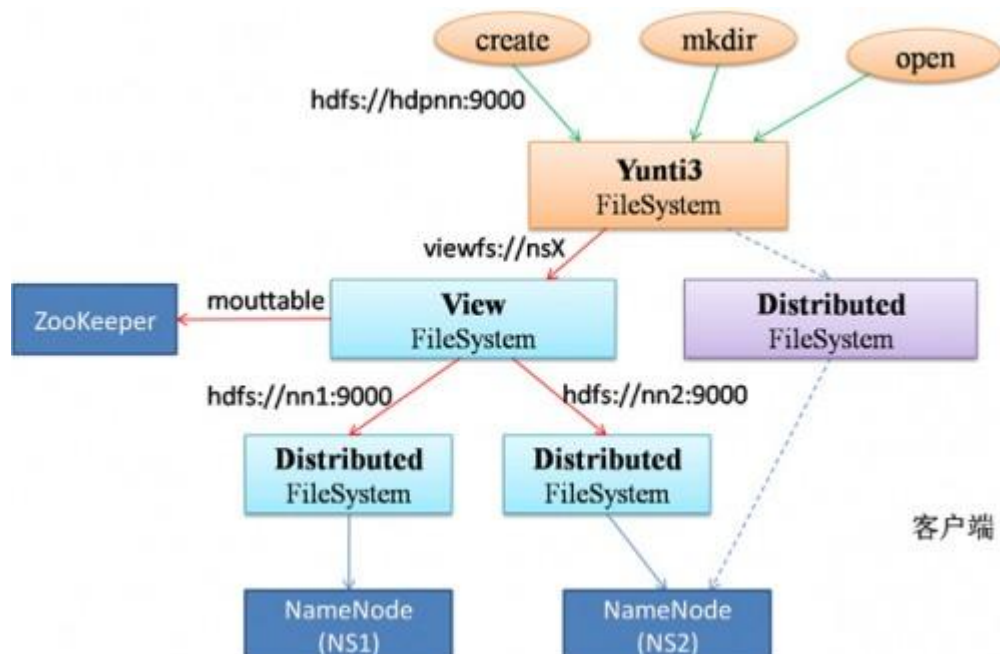 create
mkdir
open
hdfs://hdpnn:9000
Yunti3
FileSystem
viewfs://nsX
ZooKeeper
mouttable
View
FileSystem
Distributed
FileSystem
hdfs://nn1:9000
hdfs://nn2:9000
Distributed
FileSystem
Distributed
FileSystem
客户端
NameNode
(NS1)
NameNode
(NS2)